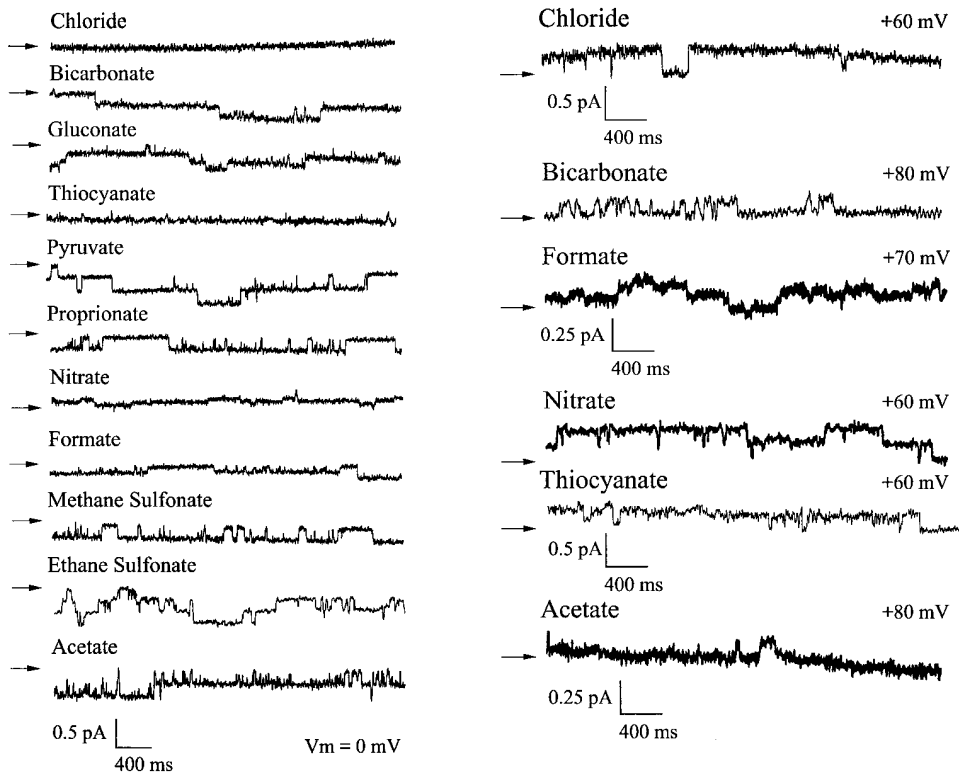 Chloride
Bicarbonate
Gluconate
Thiocyanate
Pyruvate
Proprionate
Nitrate
Formate
Methane Sulfonate
Ethane Sulfonate
Acetate
0.5 pA
400 ms
Vm = 0 mV
Chloride +60 mV
0.5 pA
400 ms
Bicarbonate +80 mV
Formate +70 mV
0.25 pA
400 ms
Nitrate +60 mV
Thiocyanate +60 mV
0.5 pA
400 ms
Acetate +80 mV
0.25 pA
400 ms